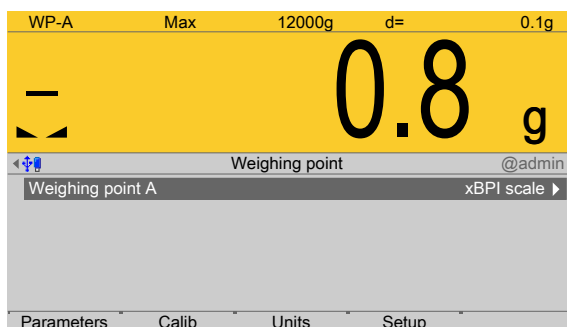 WP-A Max 12000g d= 0.1g
– 0.8 g
Weighing point @admin
Weighing point A xBPI scale
Parameters Calib Units Setup